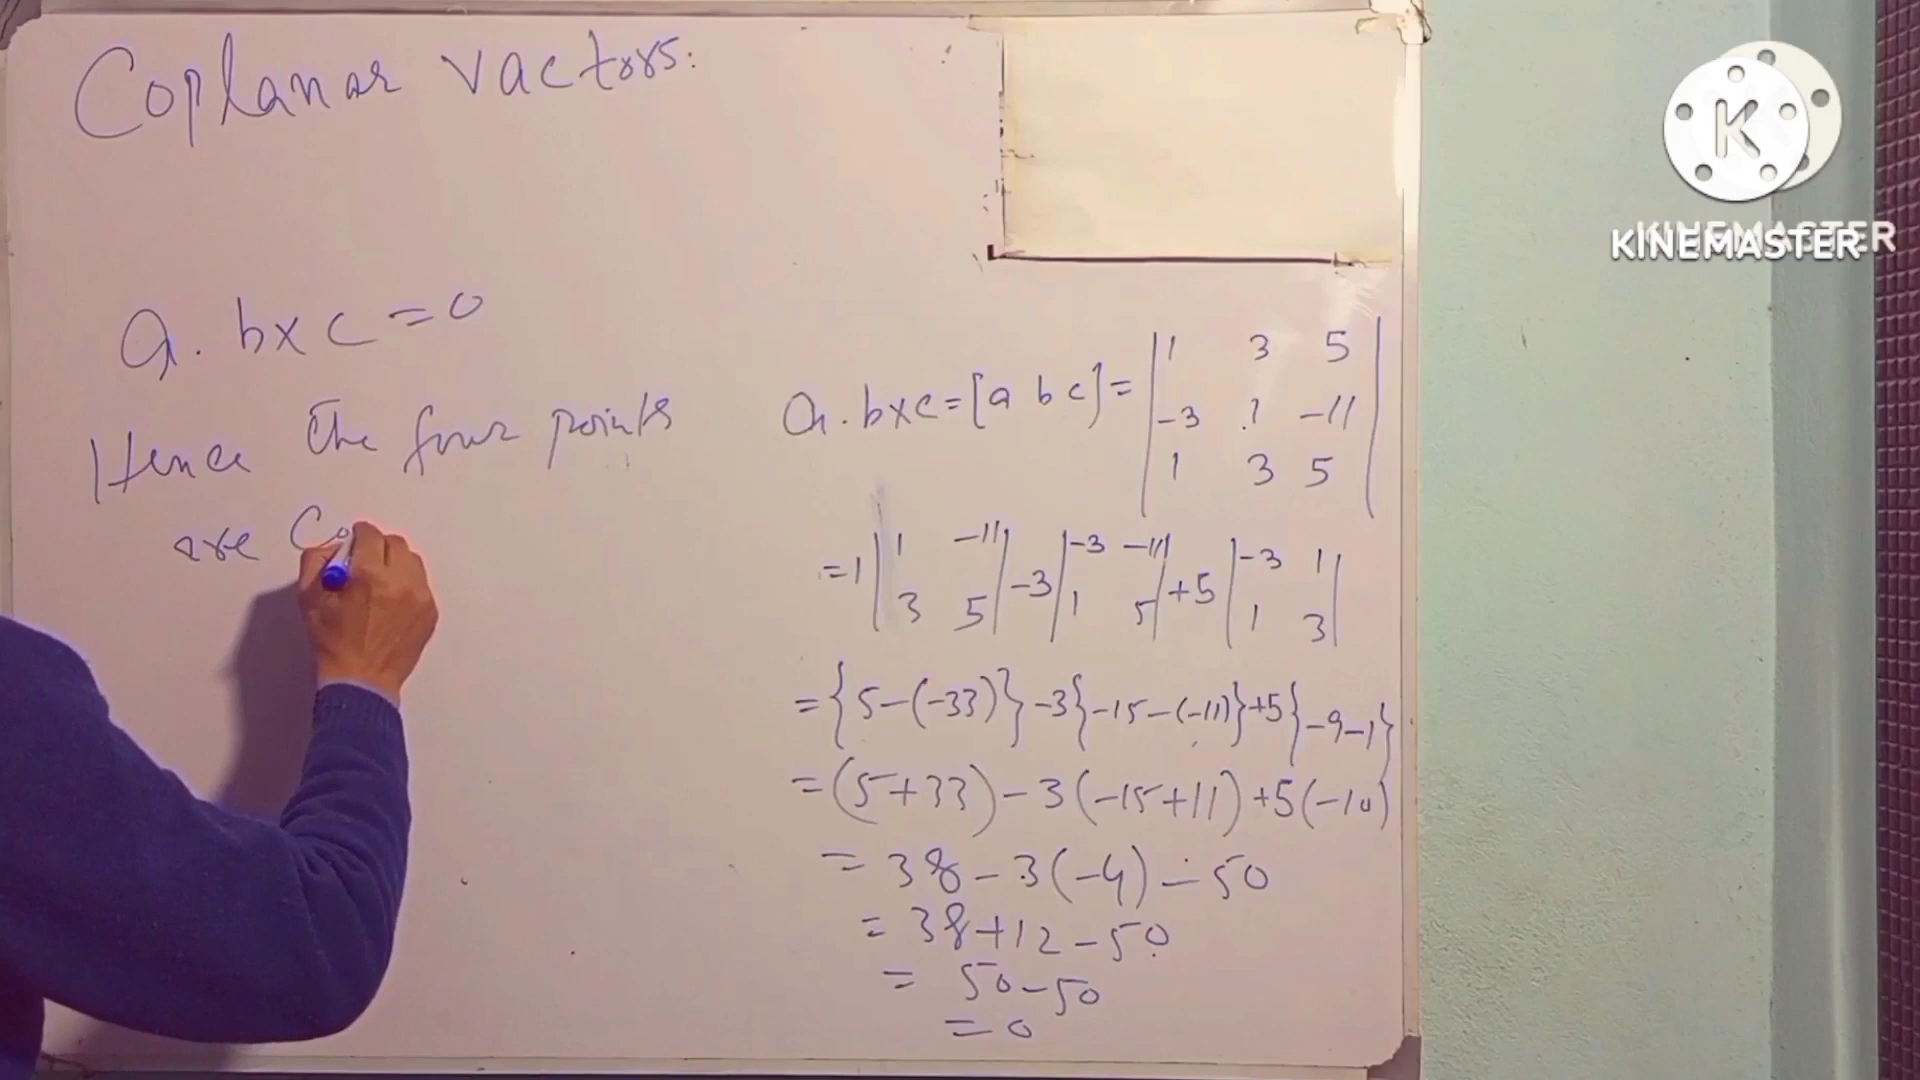 Coplanar vactors:
a. b×c = 0
Hence the four points
are Co
a. b×c = [a b c] = | 1 3 5 |
| -3 1 -11 |
| 1 3 5 |
= 1 | 1 -11 | -3 | -3 -11 | +5 | -3 1 |
| 3 5 | | 1 5 | | 1 3 |
= {5-(-33)} -3{-15-(-11)} +5{-9-1}
= (5+33) - 3(-15+11) +5(-10)
= 38 - 3(-4) - 50
= 38+12-50
= 50-50
= 0
K
KINEMASTER